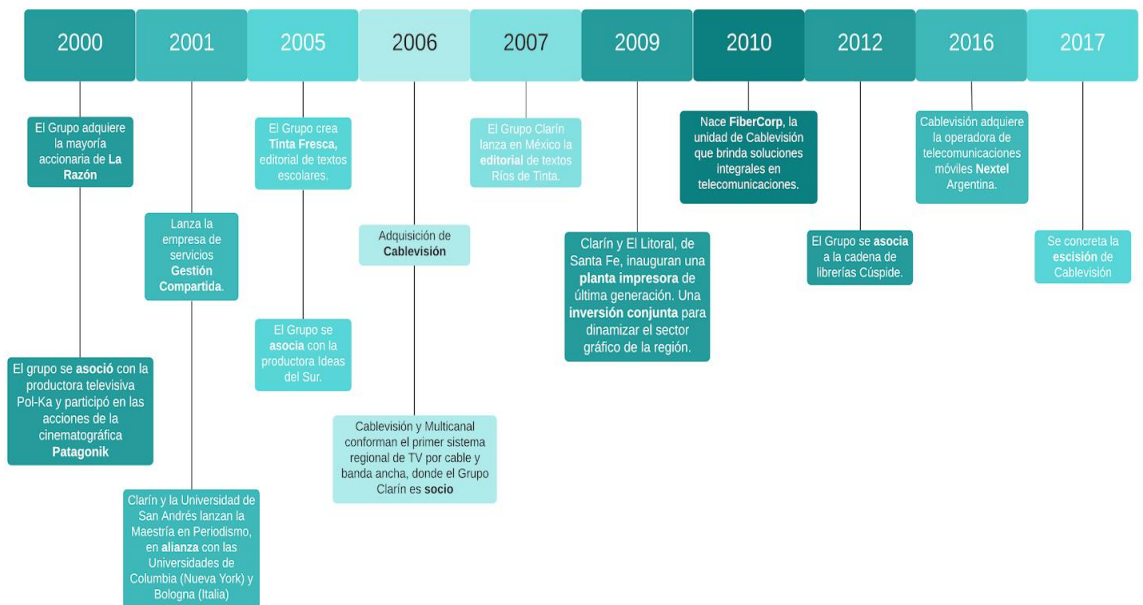 2000
2001
2005
2006
2007
2009
2010
2012
2016
2017
El Grupo adquiere
la mayoría
accionaria de La
Razón
El grupo se asoció con la
productora televisiva
Pol-Ka y participó en las
acciones de la
cinematográfica
Patagonik
Lanza la
empresa de
servicios
Gestión
Compartida.
Clarín y la Universidad de
San Andrés lanzan la
Maestría en Periodismo,
en alianza con las
Universidades de
Columbia (Nueva York) y
Bologna (Italia)
El Grupo crea
Tinta Fresca,
editorial de textos
escolares.
El Grupo se
asocia con la
productora Ideas
del Sur.
Adquisición de
Cablevisión
Cablevisión y Multicanal
conforman el primer sistema
regional de TV por cable y
banda ancha, donde el Grupo
Clarín es socio
El Grupo Clarín
lanza en México la
editorial de textos
Ríos de Tinta.
Clarín y El Litoral, de
Santa Fe, inauguran una
planta impresora de
última generación. Una
inversión conjunta para
dinamizar el sector
gráfico de la región.
Nace FiberCorp, la
unidad de Cablevisión
que brinda soluciones
integrales en
telecomunicaciones.
El Grupo se asocia
a la cadena de
librerías Cúspide.
Cablevisión adquiere
la operadora de
telecomunicaciones
móviles Nextel
Argentina.
Se concreta la
escisión de
Cablevisión